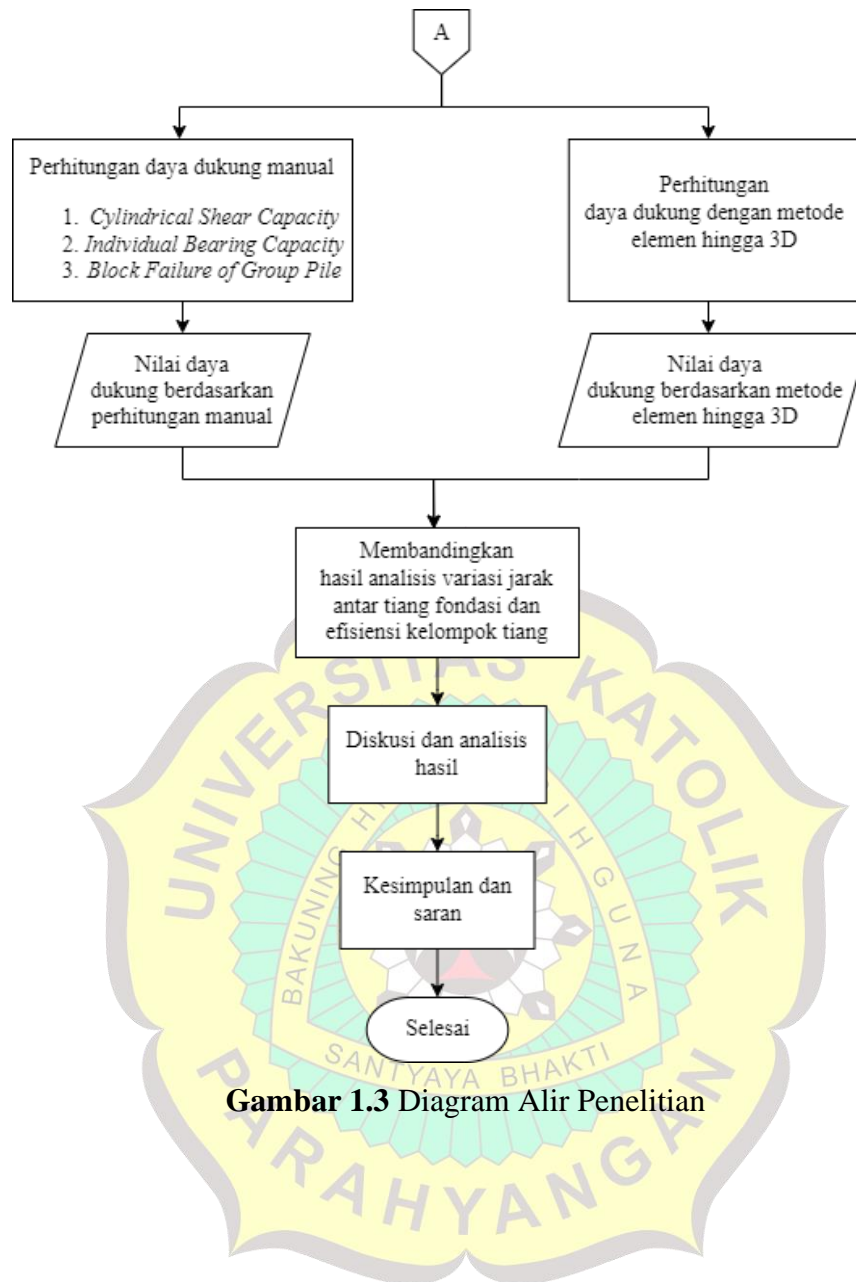 A
Perhitungan daya dukung manual
1. Cylindrical Shear Capacity
2. Individual Bearing Capacity
3. Block Failure of Group Pile
Perhitungan
daya dukung dengan metode
elemen hingga 3D
Nilai daya
dukung berdasarkan
perhitungan manual
Nilai daya
dukung berdasarkan metode
elemen hingga 3D
Membandingkan
hasil analisis variasi jarak
antar tiang fondasi dan
efisiensi kelompok tiang
Diskusi dan analisis
hasil
Kesimpulan dan
saran
Selesai
Gambar 1.3 Diagram Alir Penelitian
UNIVERSITAS KATOLIK
PARAHYANGAN
BAKUNING
GUNA
SANTYAYA BHAKTI